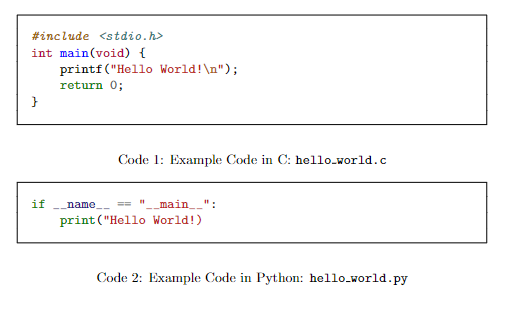 #include <stdio.h>
int main(void) {
    printf("Hello World!\n");
    return 0;
}
Code 1: Example Code in C: hello_world.c
if __name__ == "__main__":
    print("Hello World!)
Code 2: Example Code in Python: hello_world.py